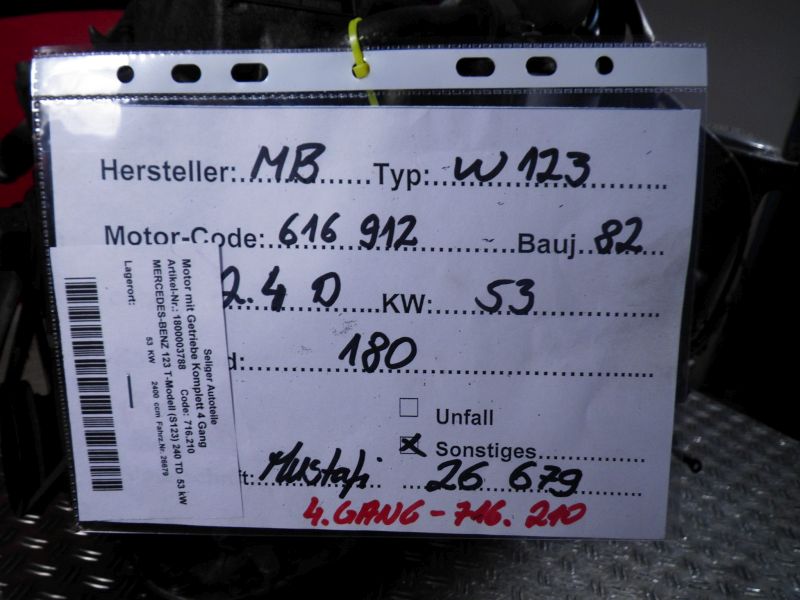 Hersteller: MB Typ: W 123
Motor-Code: 616 912 Bauj 82
2.4 D KW: 53
d: 180
Unfall
Sonstiges
Mustafi 26 679
4. GANG - 716. 210
Seliger Autoteile
Motor mit Getriebe Komplett 4 Gang
Artikel-Nr.: 1800003788 Code: 716.210
MERCEDES-BENZ 123 T-Modell (S123) 240 TD 53 kW
53 KW 2400 ccm Fahrz.Nr. 26679
Lagerort: